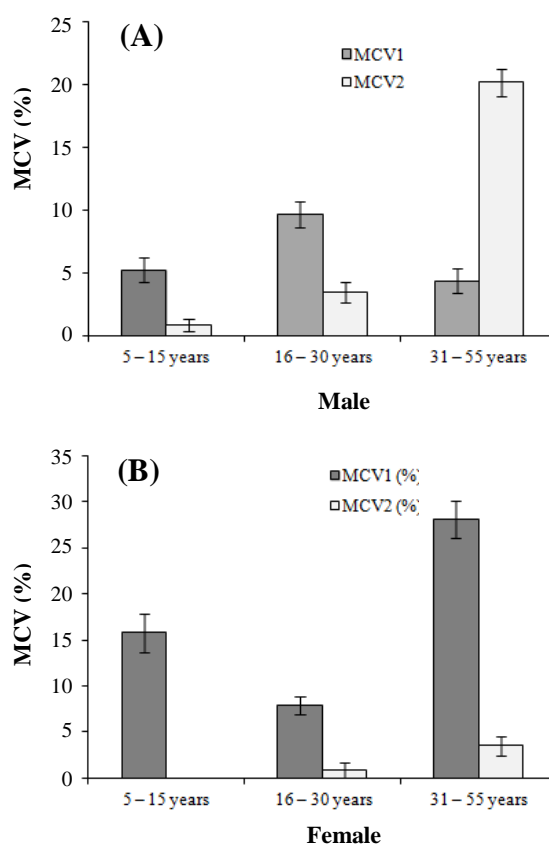 (A)
MCV1
MCV2
MCV (%)
25
20
15
10
5
0
5 – 15 years 16 – 30 years 31 – 55 years
Male
(B)
MCV1 (%)
MCV2 (%)
MCV (%)
35
30
25
20
15
10
5
0
5 – 15 years 16 – 30 years 31 – 55 years
Female